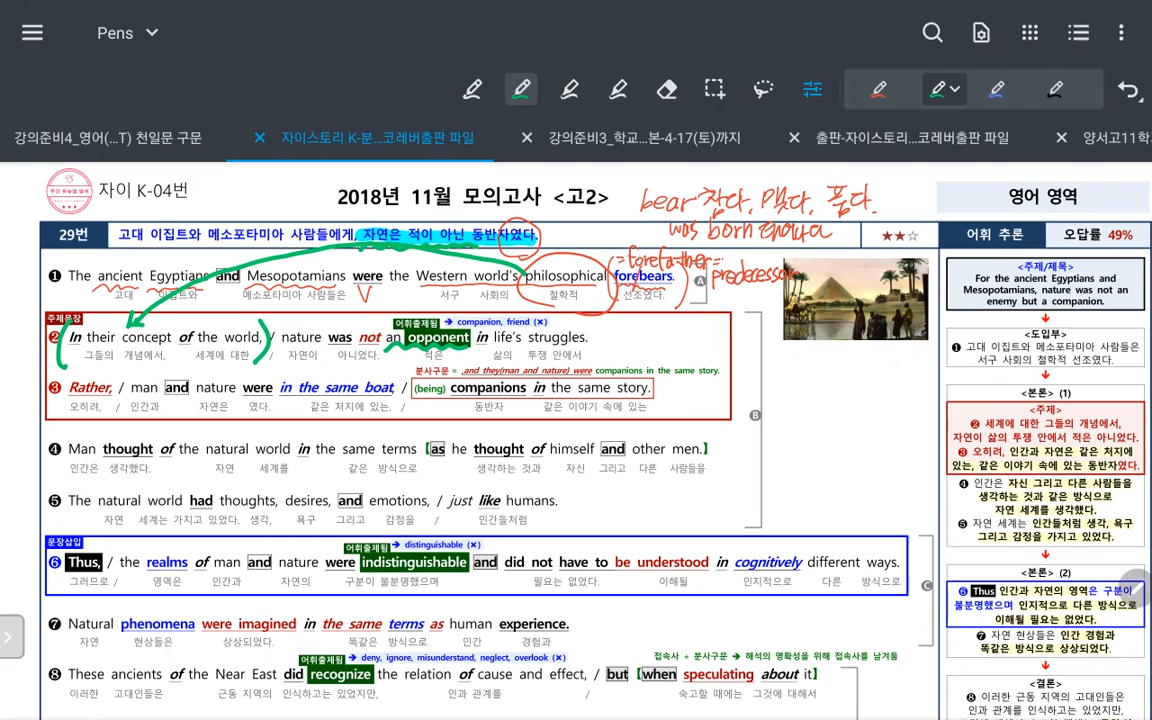 Pens
강의준비4_영어(...T) 천일문 구문
자이스토리 K-분...코레버출판 파일
강의준비3_학교...본-4-17(토)까지
출판-자이스토리...코레버출판 파일
양서고11학
자이 K-04번
2018년 11월 모의고사 <고2>
bear 참다, 맺다, 품다.
was born
영어 영역
29번
고대 이집트와 메소포타미아 사람들에게, 자연은 적이 아닌 동반자였다.
★★☆
어휘 추론
오답률 49%
=forefather=
predecessor
❶ The ancient Egyptians and Mesopotamians were the Western world's philosophical forebears.
고대 이집트와 메소포타미아 사람들은 서구 사회의 철학적 선조였다.
A
주제문장
어휘출제됨 → companion, friend (×)
❷ In their concept of the world, / nature was not an opponent in life's struggles.
그들의 개념에서, 세계에 대한 자연이 아니었다. 적은 삶의 투쟁 안에서
분사구문 = ,and they(man and nature) were companions in the same story.
❸ Rather, / man and nature were in the same boat, / (being) companions in the same story.
오히려, / 인간과 자연은 였다. 같은 처지에 있는, / 동반자 같은 이야기 속에 있는
B
❹ Man thought of the natural world in the same terms [as he thought of himself and other men.]
인간은 생각했다. 자연 세계를 같은 방식으로 생각하는 것과 자신 그리고 다른 사람들을
❺ The natural world had thoughts, desires, and emotions, / just like humans.
자연 세계는 가지고 있었다. 생각, 욕구 그리고 감정을 / 인간들처럼
문장삽입
어휘출제됨 → distinguishable (×)
❻ Thus, / the realms of man and nature were indistinguishable and did not have to be understood in cognitively different ways.
그러므로 / 영역은 인간과 자연의 구분이 불분명했으며 필요는 없었다. 이해될 인지적으로 다른 방식으로
C
❼ Natural phenomena were imagined in the same terms as human experience.
자연 현상들은 상상되었다. 똑같은 방식으로 인간 경험과
어휘출제됨 → deny, ignore, misunderstand, neglect, overlook (×)
접속사 + 분사구문 → 해석의 명확성을 위해 접속사를 남겨둠
❽ These ancients of the Near East did recognize the relation of cause and effect, / but [when speculating about it]
이러한 고대인들은 근동 지역의 인식하고는 있었지만, 인과 관계를 / 숙고할 때에는 그것에 대해서
<주제/제목>
For the ancient Egyptians and
Mesopotamians, nature was not an
enemy but a companion.
<도입부>
❶ 고대 이집트와 메소포타미아 사람들은
서구 사회의 철학적 선조였다.
<본론> (1)
<주제>
❷ 세계에 대한 그들의 개념에서,
자연이 삶의 투쟁 안에서 적은 아니었다.
❸ 오히려, 인간과 자연은 같은 처지에
있는, 같은 이야기 속에 있는 동반자였다.
❹ 인간은 자신 그리고 다른 사람들을
생각하는 것과 같은 방식으로
자연 세계를 생각했다.
❺ 자연 세계는 인간들처럼 생각, 욕구
그리고 감정을 가지고 있었다.
<본론> (2)
❻ Thus 인간과 자연의 영역은 구분이
불분명했으며 인지적으로 다른 방식으로
이해될 필요는 없었다.
❼ 자연 현상들은 인간 경험과
똑같은 방식으로 상상되었다.
<결론>
❽ 이러한 근동 지역의 고대인들은
인과 관계를 인식하고는 있었지만,